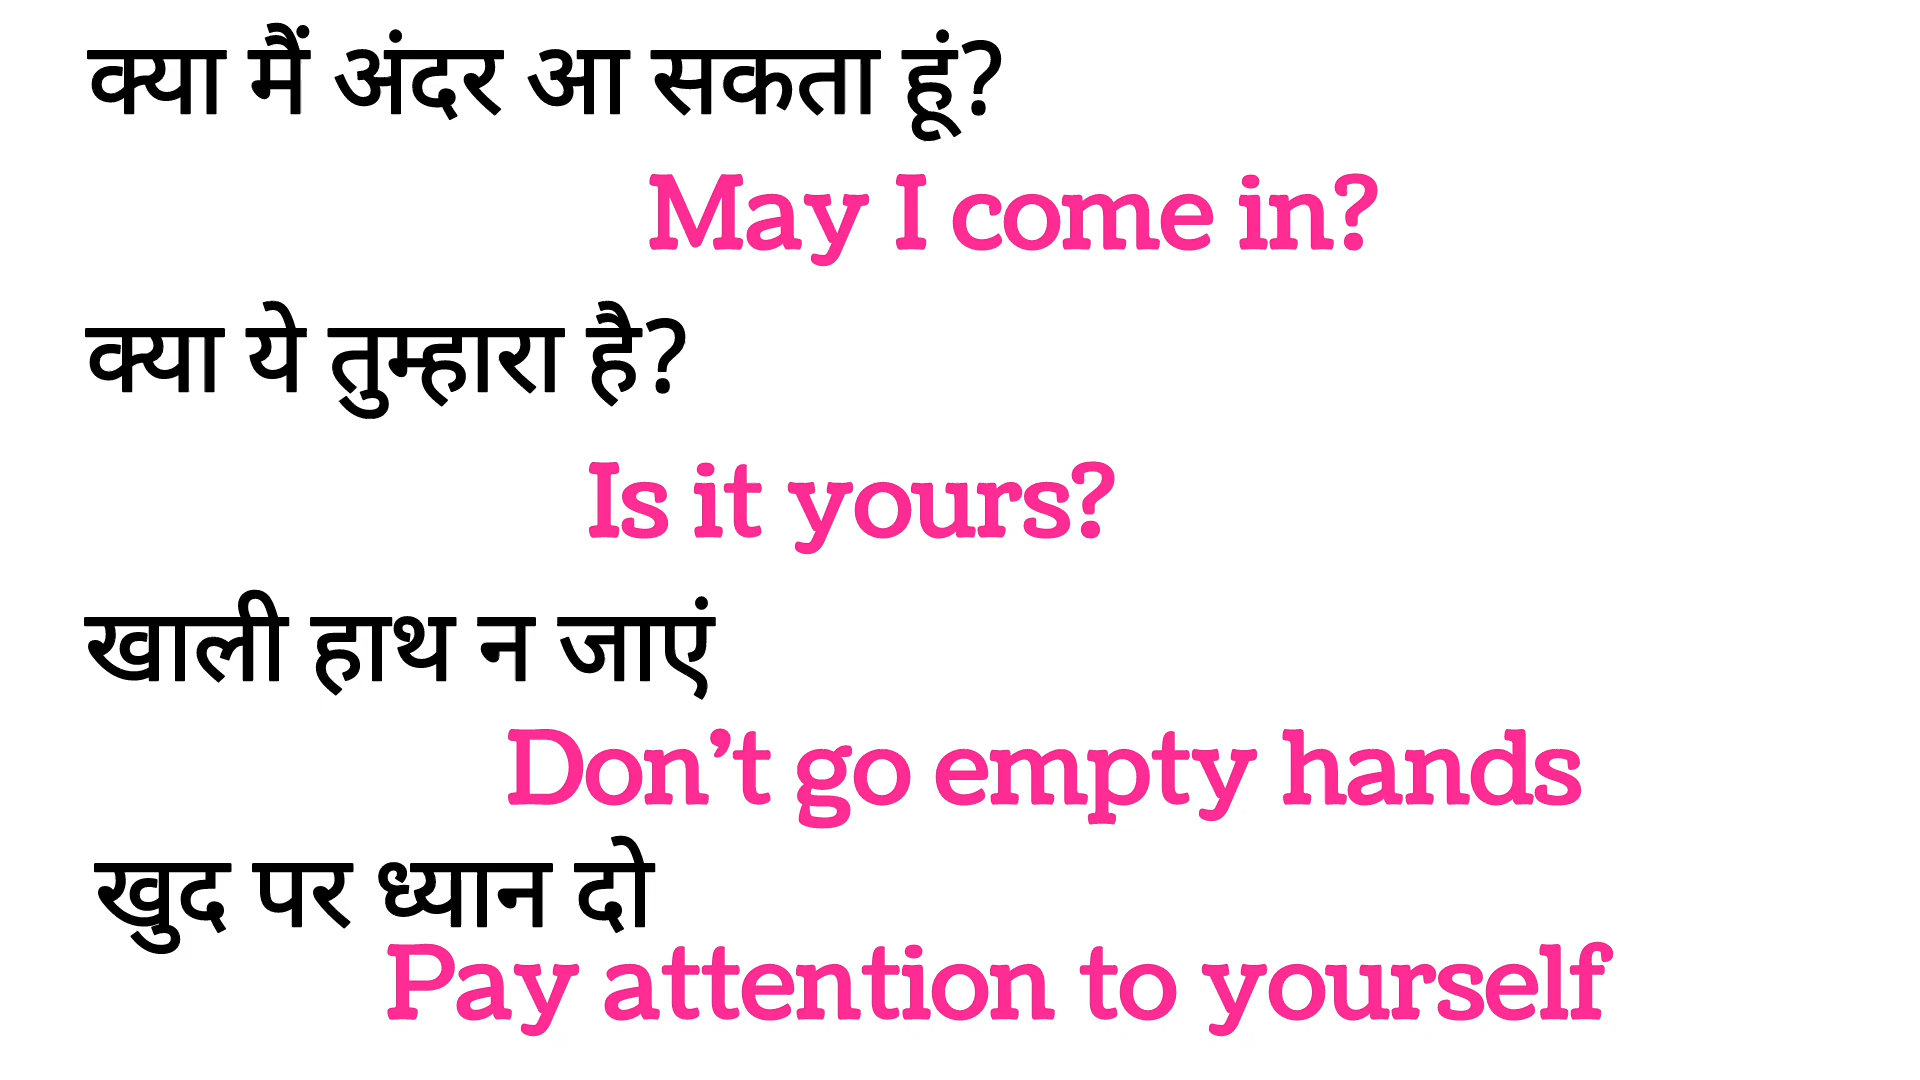 क्या मैं अंदर आ सकता हूं?
May I come in?
क्या ये तुम्हारा है?
Is it yours?
खाली हाथ न जाएं
Don’t go empty hands
खुद पर ध्यान दो
Pay attention to yourself